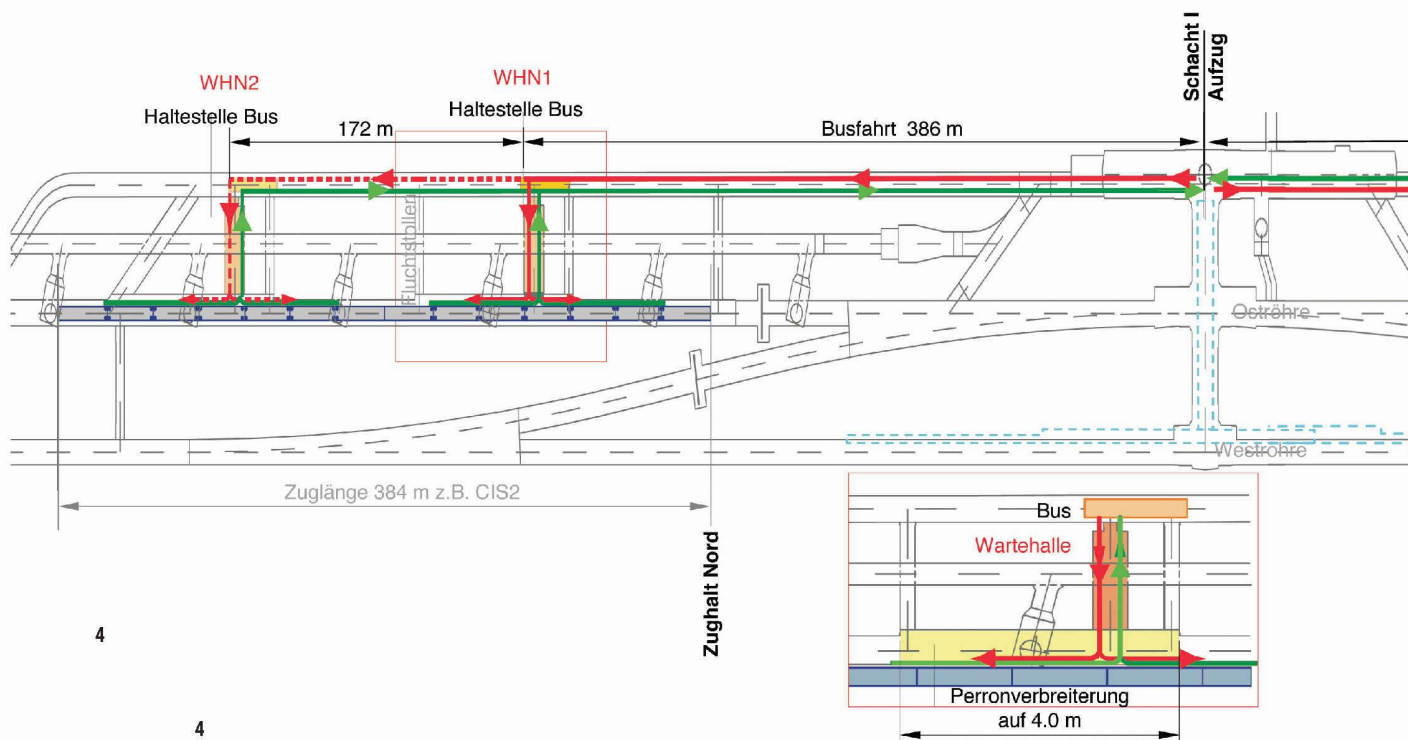 WHN2
Haltestelle Bus
WHN1
Haltestelle Bus
Schacht I
Aufzug
172 m
Busfahrt 386 m
Fluchtstollen
Oströhre
Weströhre
Zuglänge 384 m z.B. CIS2
Zughalt Nord
Bus
Wartehalle
Perronverbreiterung
auf 4.0 m
4
4